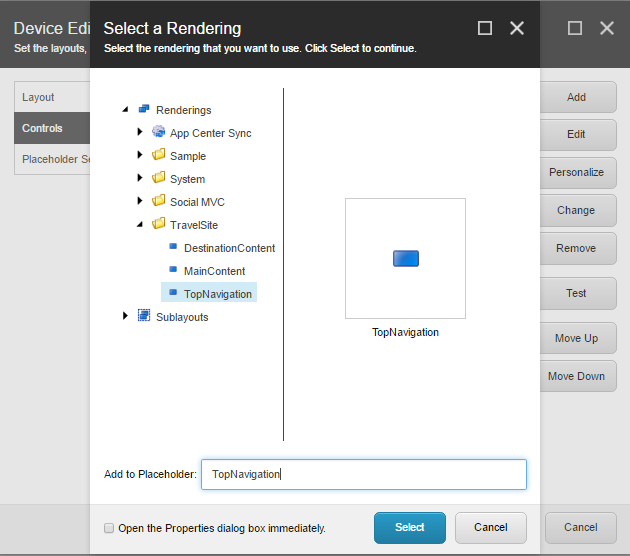 Device Edi
Set the layouts,
Select a Rendering
Select the rendering that you want to use. Click Select to continue.
Layout
Controls
Placeholder Se
Renderings
App Center Sync
Sample
System
Social MVC
TravelSite
DestinationContent
MainContent
TopNavigation
Sublayouts
TopNavigation
Add
Edit
Personalize
Change
Remove
Test
Move Up
Move Down
Add to Placeholder: TopNavigation
Open the Properties dialog box immediately.
Select
Cancel
Cancel